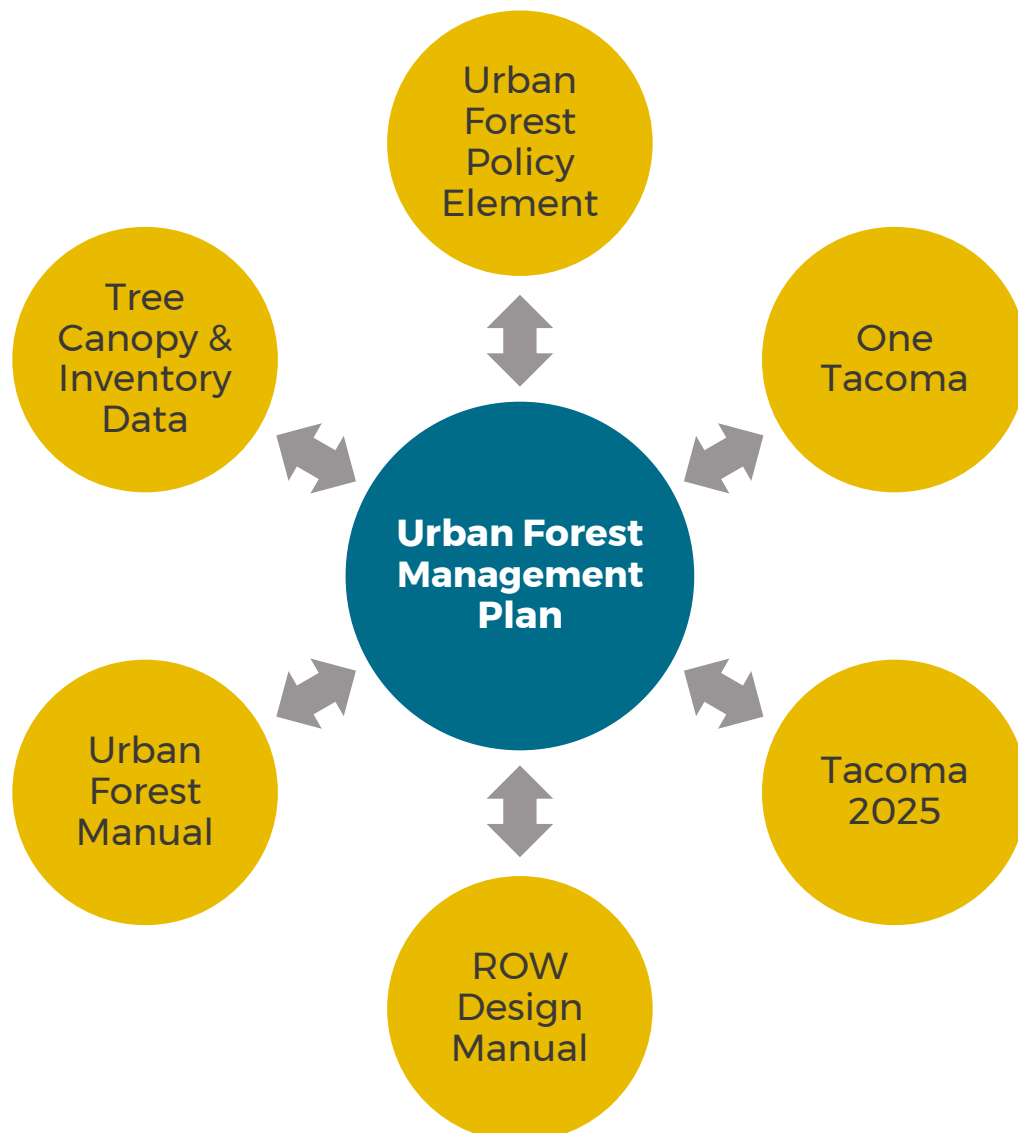 Urban
Forest
Policy
Element
Tree
Canopy &
Inventory
Data
One
Tacoma
Urban Forest
Management
Plan
Urban
Forest
Manual
Tacoma
2025
ROW
Design
Manual